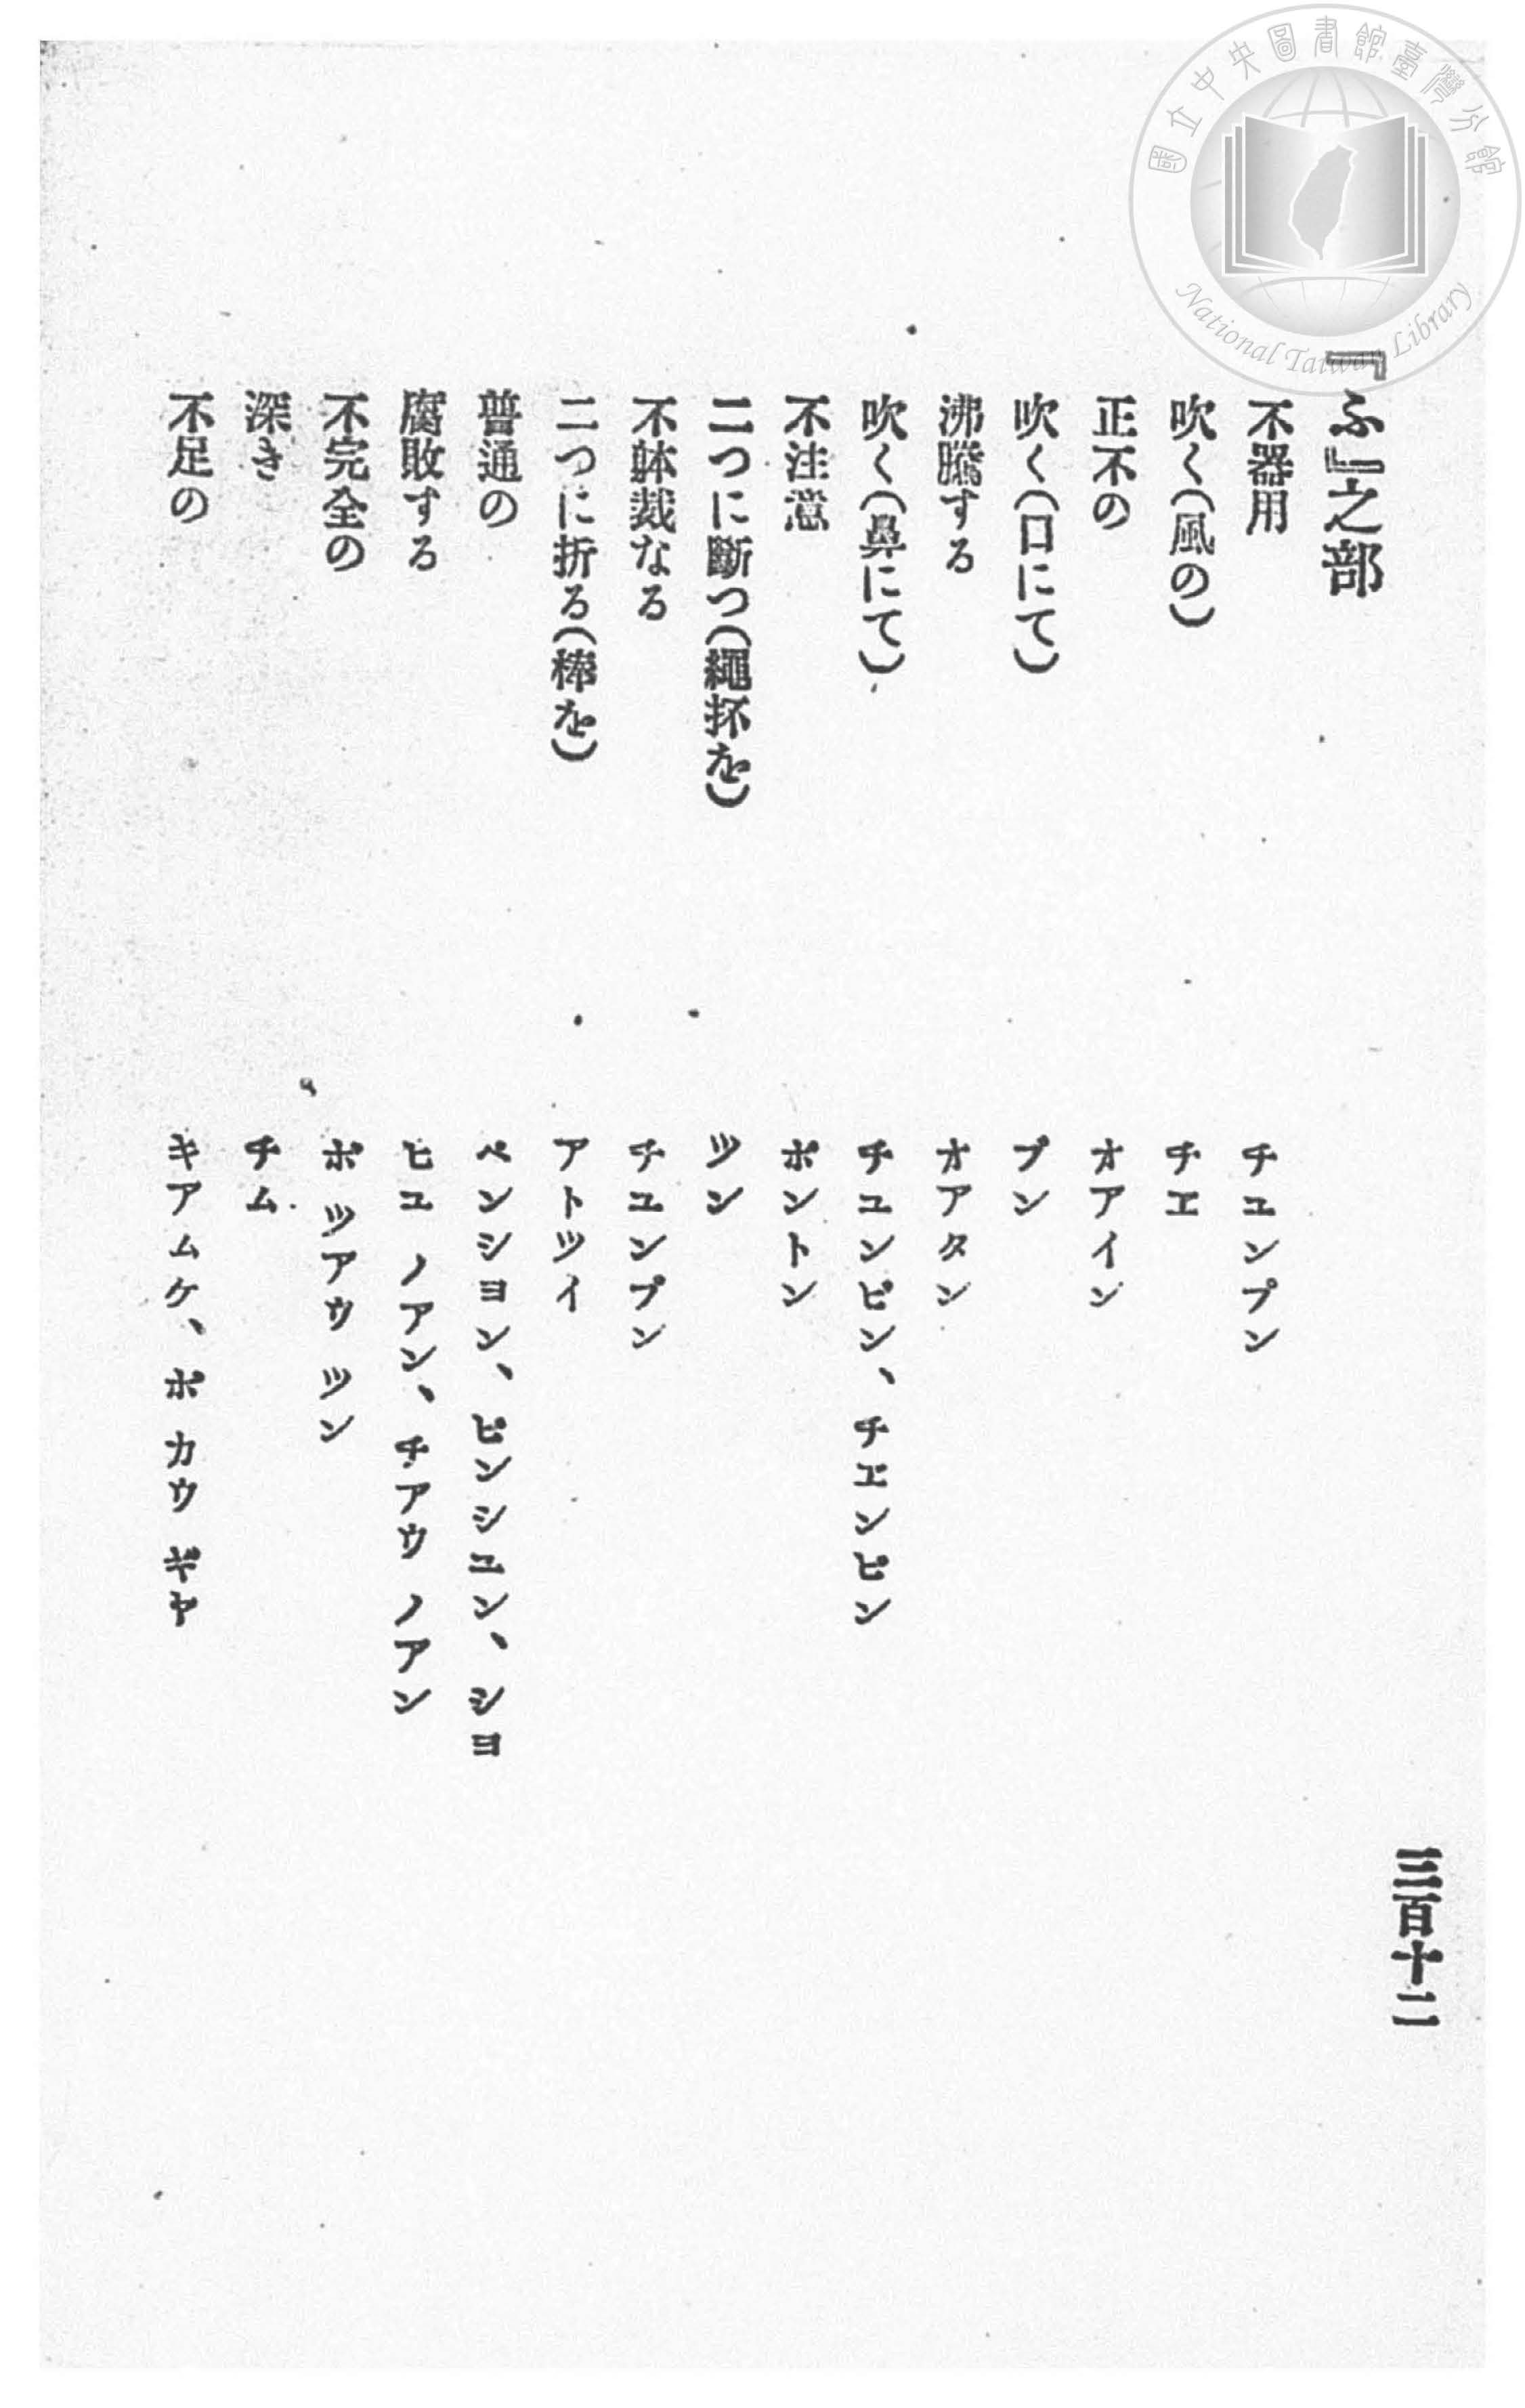 國立中央圖書館臺灣分館
National Taiwan Library
三百十二
『ふ』之部
不器用 チユンプン
吹く(風の) チエ
正不の オアイン
吹く(口にて) プン
沸騰する オアタン
吹く(鼻にて) チユンピン、チエンピン
不注意 ポントン
二つに斷つ(繩抔を) ツン
不躰裁なる チユンプン
二つに折る(棒を) アトツイ
普通の ペンシヨン、ピンシユン、シヨ
腐敗する ヒユ ノアン、チアウ ノアン
不完全の ポ ツアウ ツン
深き チム
不足の キアムケ、ポ カウ ギヤ